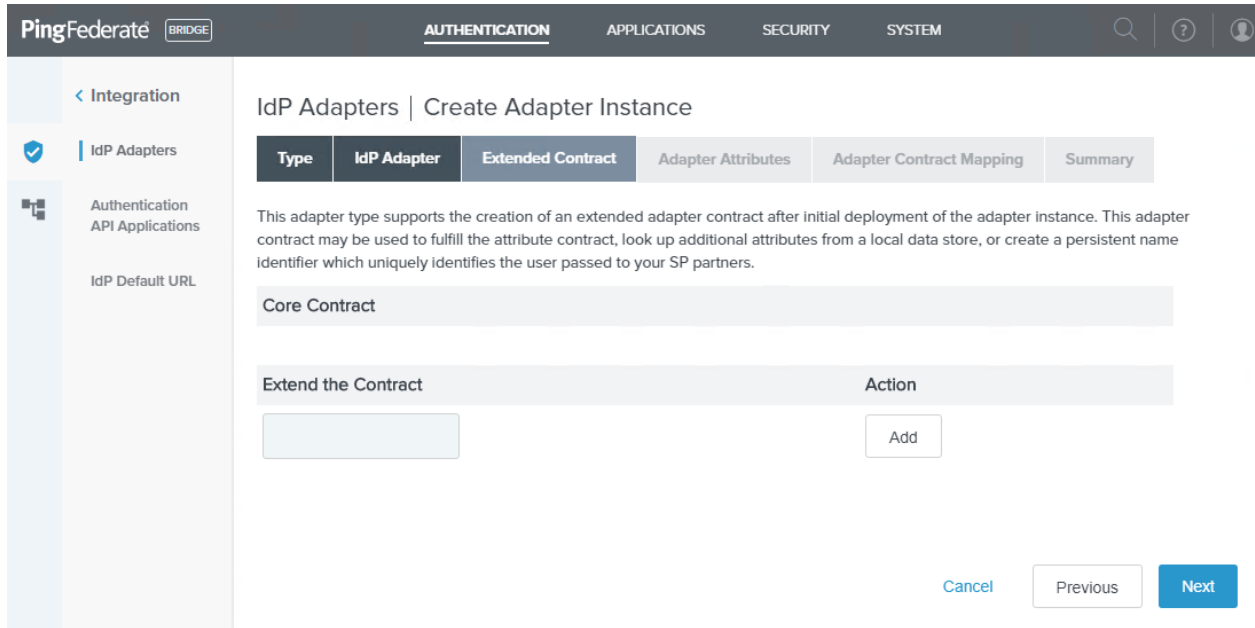 PingFederate BRIDGE AUTHENTICATION APPLICATIONS SECURITY SYSTEM ?
< Integration
IdP Adapters
Authentication
API Applications
IdP Default URL
IdP Adapters | Create Adapter Instance
Type IdP Adapter Extended Contract Adapter Attributes Adapter Contract Mapping Summary
This adapter type supports the creation of an extended adapter contract after initial deployment of the adapter instance. This adapter
contract may be used to fulfill the attribute contract, look up additional attributes from a local data store, or create a persistent name
identifier which uniquely identifies the user passed to your SP partners.
Core Contract
Extend the Contract Action
Add
Cancel Previous Next